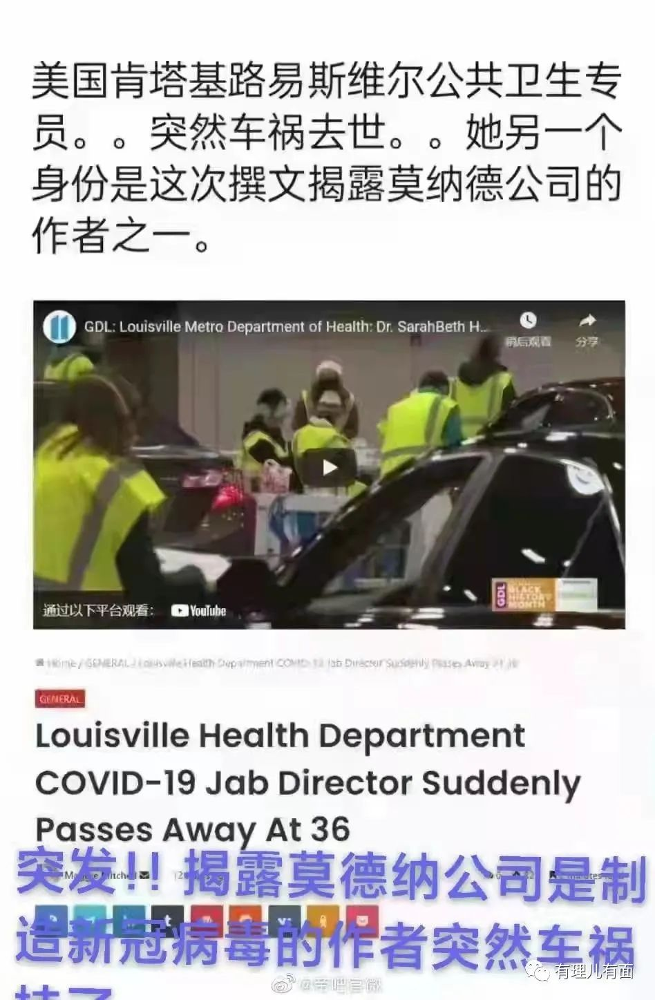 美国肯塔基路易斯维尔公共卫生专
员。。突然车祸去世。。她另一个
身份是这次撰文揭露莫纳德公司的
作者之一。
GDL: Louisville Metro Department of Health: Dr. SarahBeth H...
稍后观看
分享
GDL
BLACK
HISTORY
MONTH
通过以下平台观看： YouTube
Home / GENERAL / Louisville Health Department COVID-19 Jab Director Suddenly Passes Away At 36
GENERAL
Louisville Health Department
COVID-19 Jab Director Suddenly
Passes Away At 36
突发!! 揭露莫德纳公司是制
Maggie Mitchell
造新冠病毒的作者突然车祸
有理儿有面
@帝吧官微